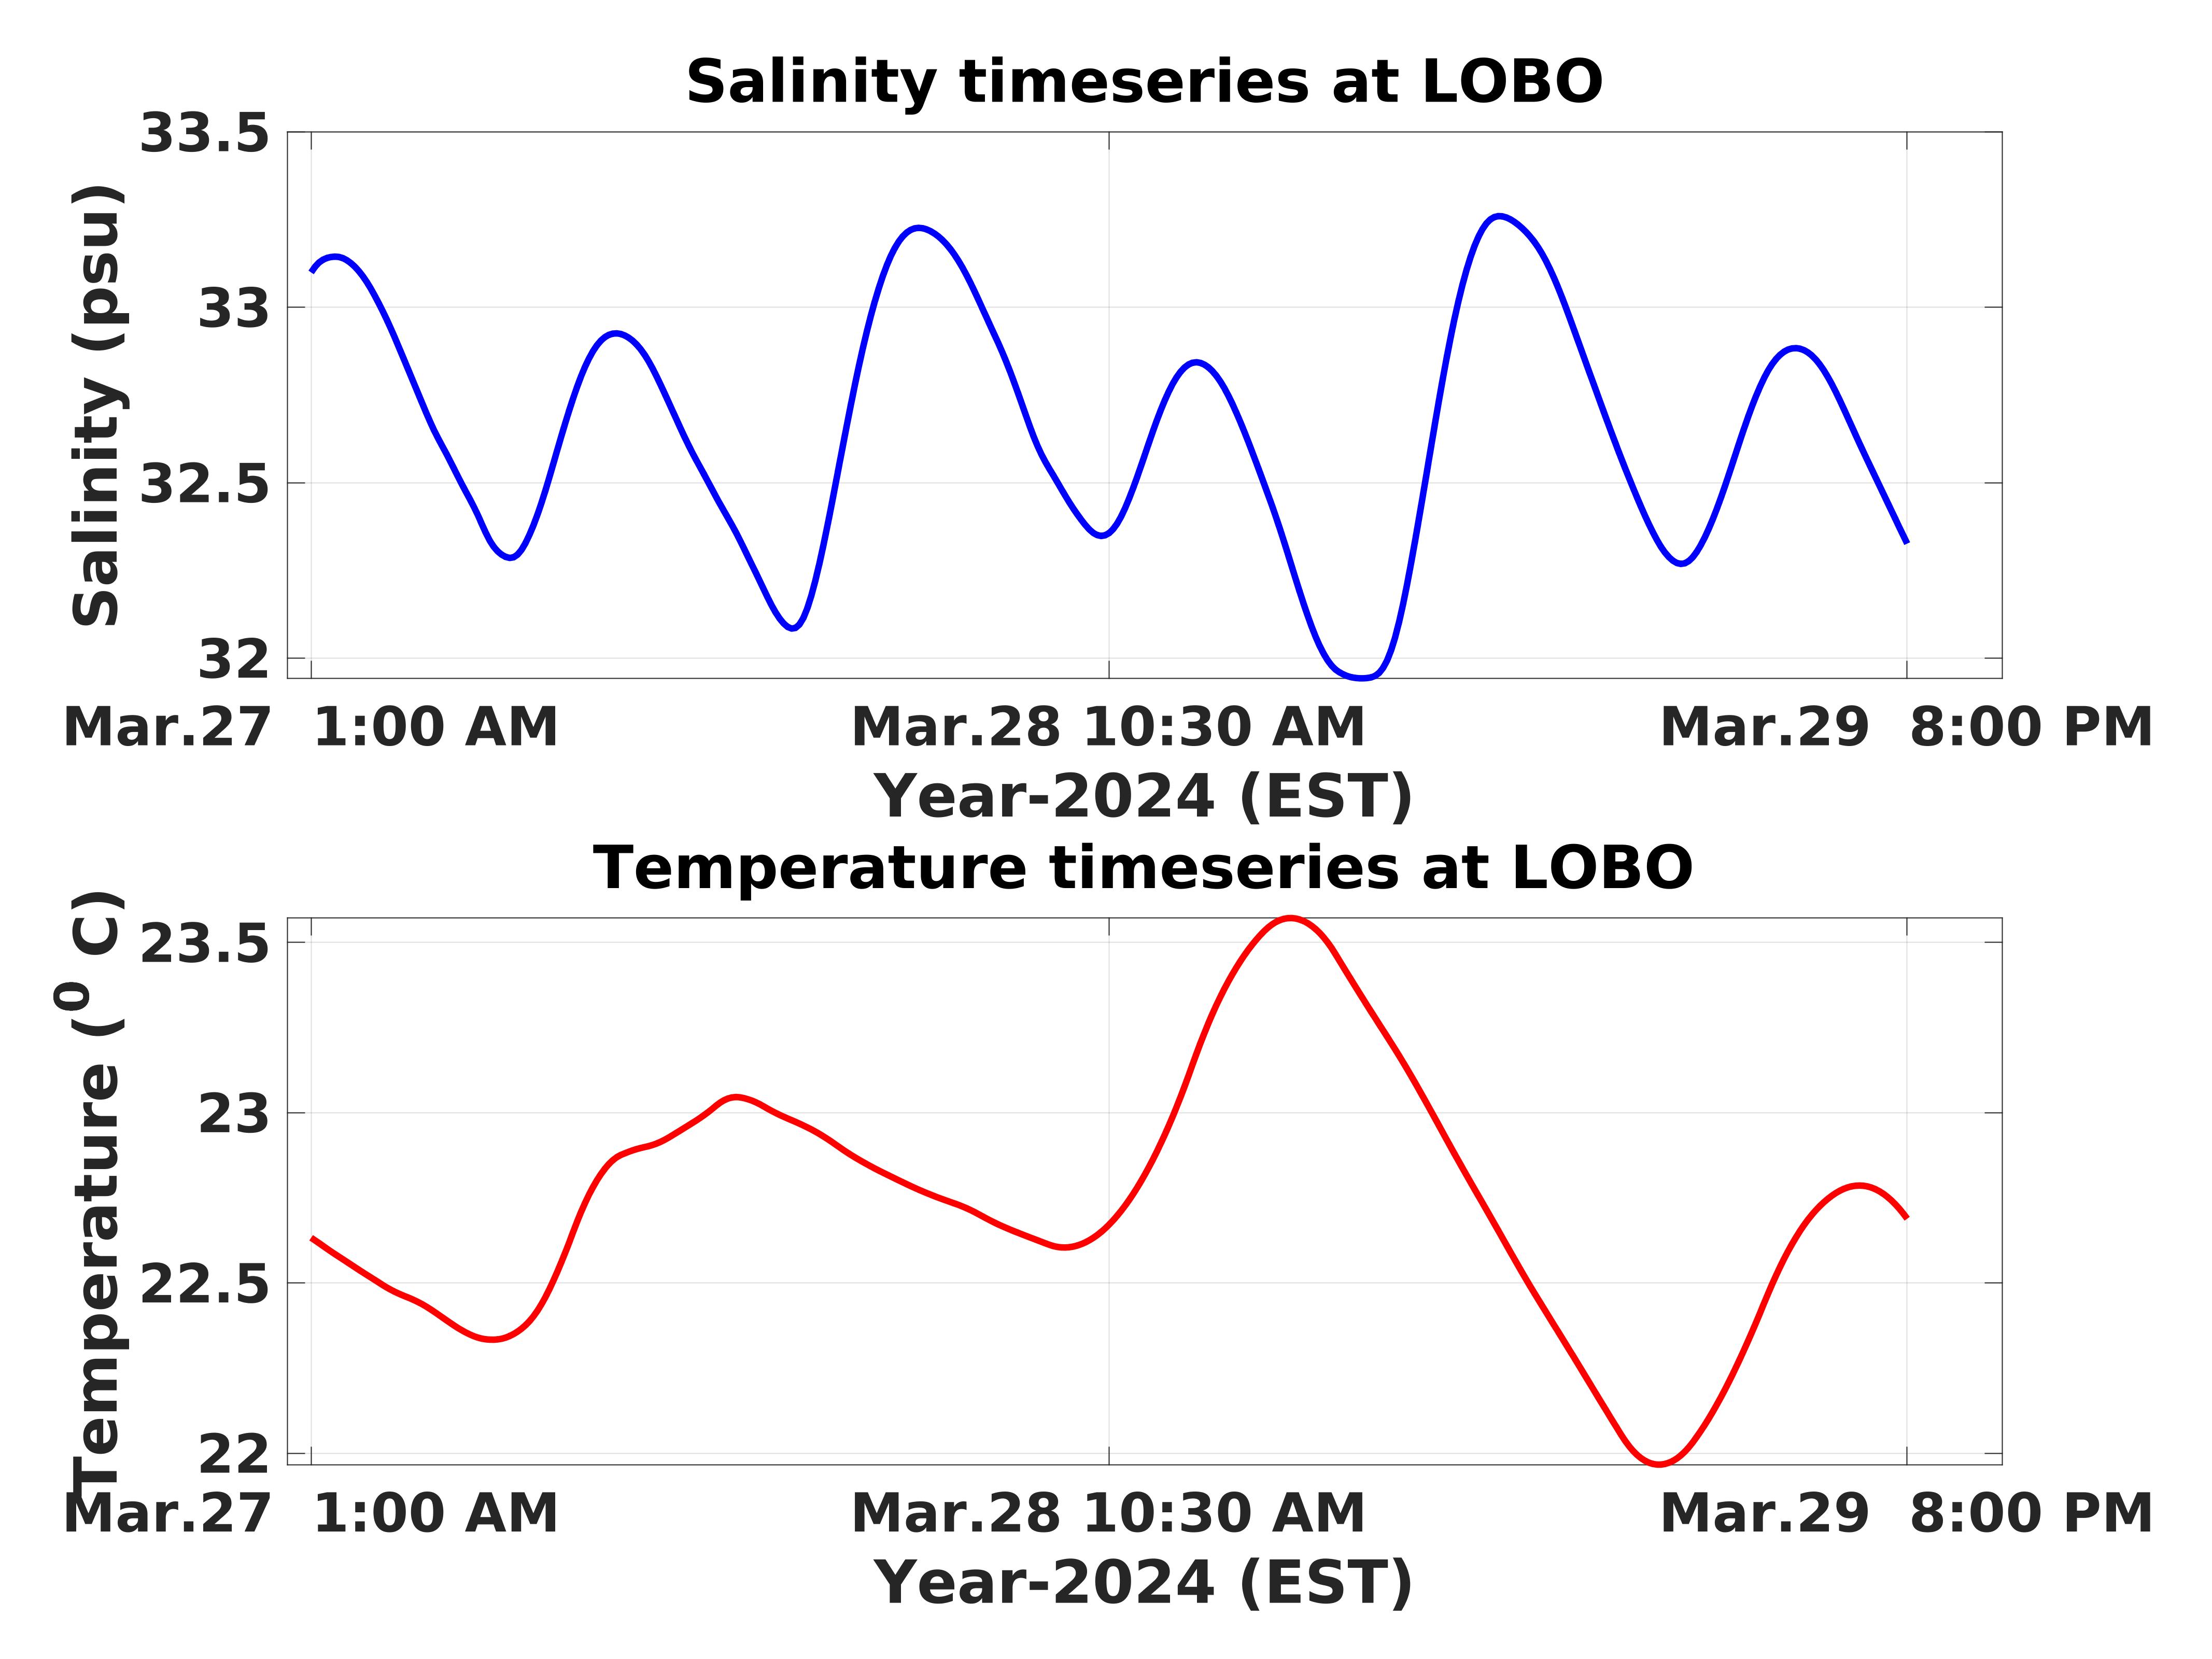 Salinity timeseries at LOBO
Salinity (psu)
33.5
33
32.5
32
Mar.27  1:00 AM
Mar.28 10:30 AM
Mar.29  8:00 PM
Year-2024 (EST)
Temperature timeseries at LOBO
Temperature (⁰ C)
23.5
23
22.5
22
Mar.27  1:00 AM
Mar.28 10:30 AM
Mar.29  8:00 PM
Year-2024 (EST)